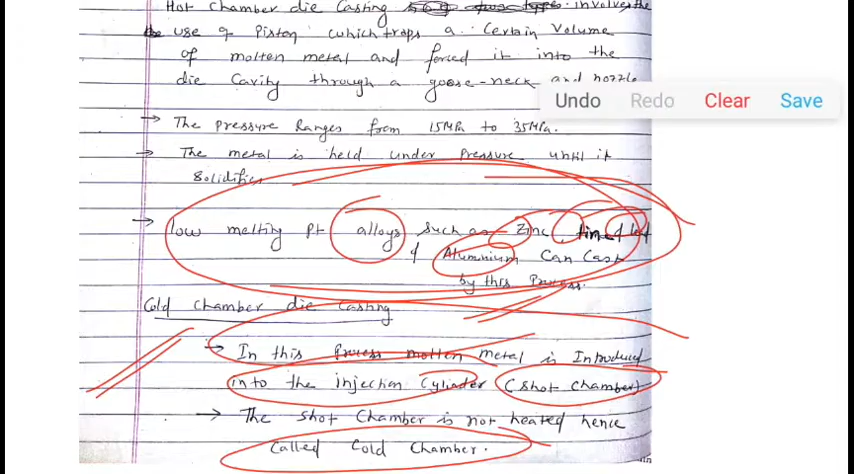 Hot chamber die Casting involves the
use of Piston which traps a Certain Volume
of molten metal and forced it into the
die Cavity through a goose-neck and nozzle
Undo Redo Clear Save
→ The pressure Ranges from 15MPa to 35MPa.
→ The metal is held under Pressure until it
Solidifies
→ low melting Pt alloys such as Zinc, tin &
& Aluminium Can Cast
by this Process.
Cold Chamber die Casting
→ In this Process molten metal is Introduced
into the injection Cylinder (Shot Chamber)
→ The Shot Chamber is not heated hence
Called Cold Chamber.